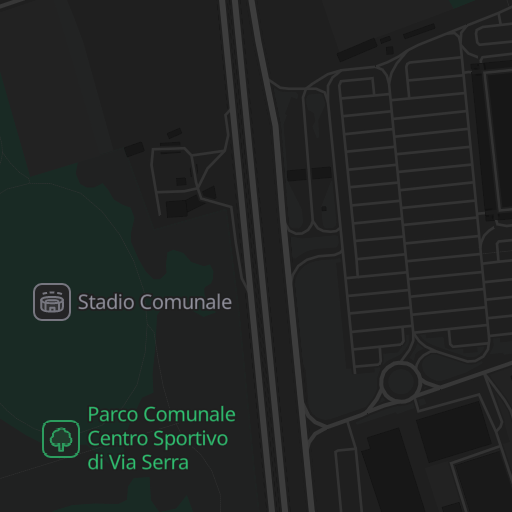 Stadio Comunale
Parco Comunale
Centro Sportivo
di Via Serra